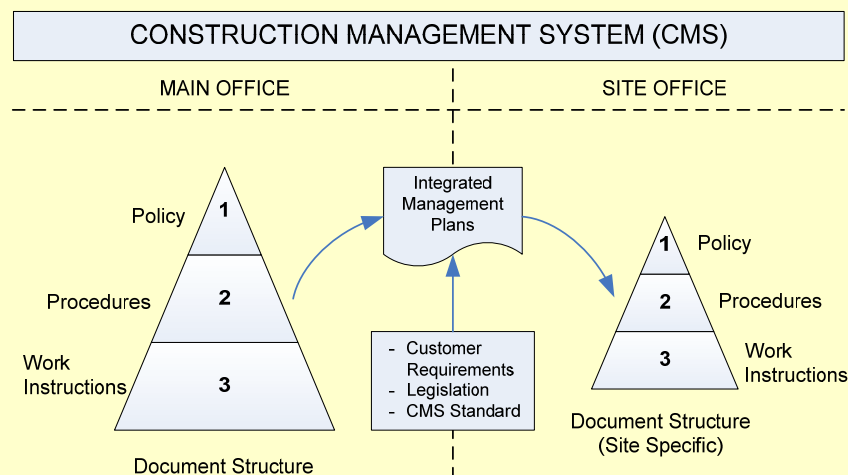 CONSTRUCTION MANAGEMENT SYSTEM (CMS)
MAIN OFFICE
SITE OFFICE
Policy
1
Procedures
2
Work
Instructions
3
Document Structure
Integrated
Management
Plans
- Customer
Requirements
- Legislation
- CMS Standard
1
Policy
2
Procedures
3
Work
Instructions
Document Structure
(Site Specific)